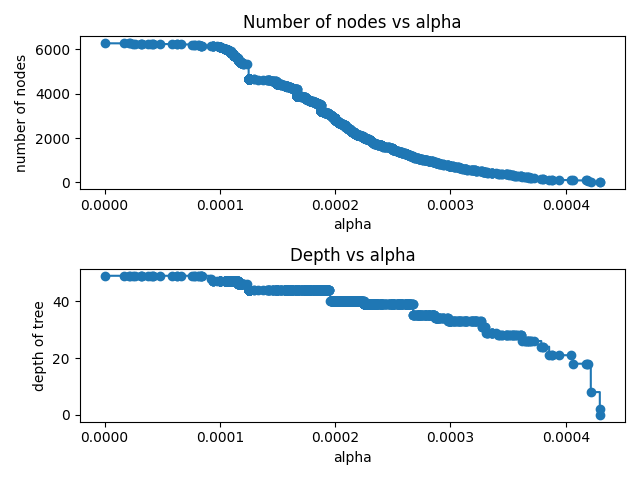 Number of nodes vs alpha
number of nodes
6000
4000
2000
0
0.0000 0.0001 0.0002 0.0003 0.0004
alpha
Depth vs alpha
depth of tree
40
20
0
0.0000 0.0001 0.0002 0.0003 0.0004
alpha